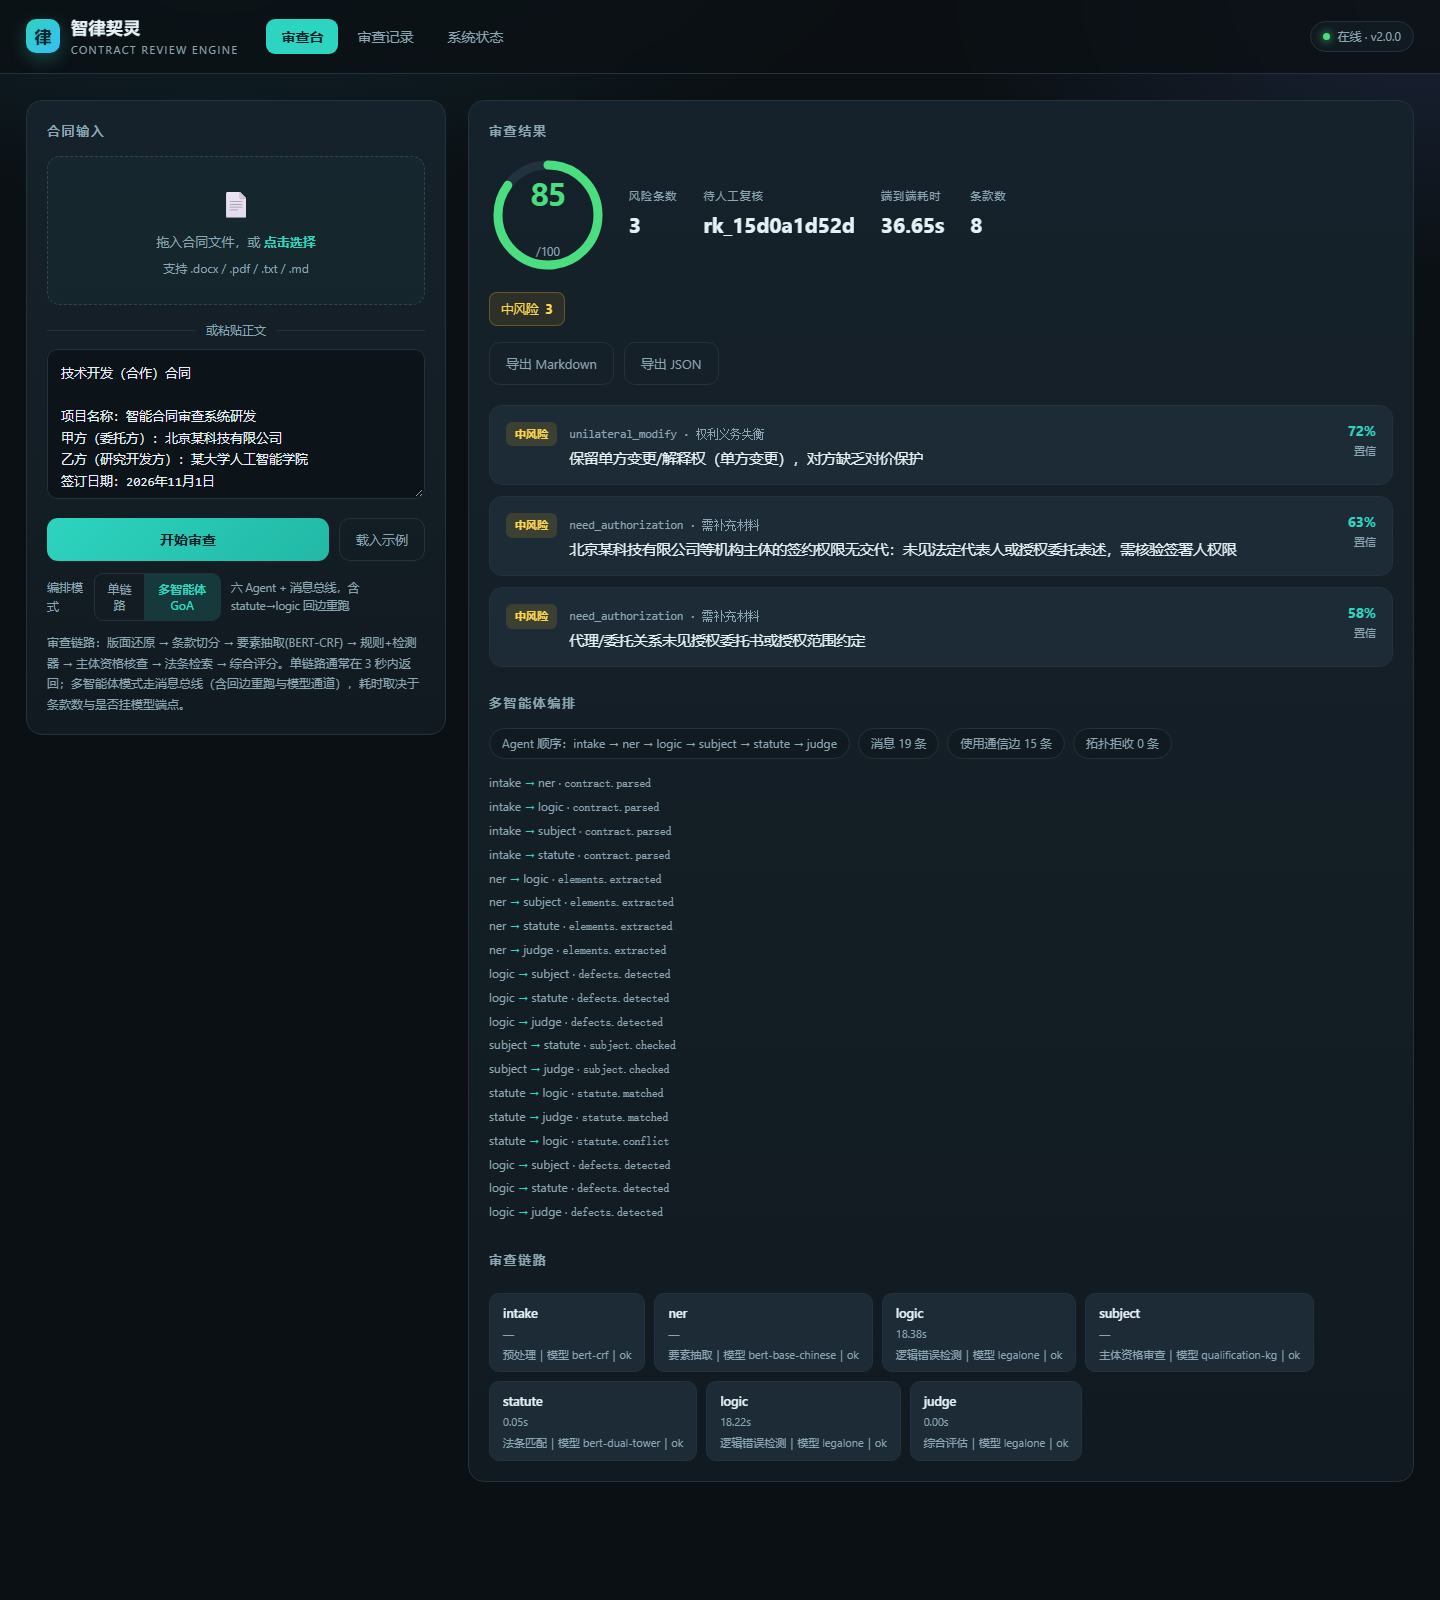 律
智律契灵
CONTRACT REVIEW ENGINE
审查台
审查记录
系统状态
在线 · v2.0.0
合同输入
拖入合同文件，或 点击选择
支持 .docx / .pdf / .txt / .md
或粘贴正文
技术开发（合作）合同
项目名称：智能合同审查系统研发
甲方（委托方）：北京某科技有限公司
乙方（研究开发方）：某大学人工智能学院
签订日期：2026年11月1日
开始审查
载入示例
编排模
式
单链
路
多智能体
GoA
六 Agent + 消息总线，含
statute→logic 回边重跑
审查链路：版面还原 → 条款切分 → 要素抽取(BERT-CRF) → 规则+检测
器 → 主体资格核查 → 法条检索 → 综合评分。单链路通常在 3 秒内返
回；多智能体模式走消息总线（含回边重跑与模型通道），耗时取决于
条款数与是否挂模型端点。
审查结果
85
/100
风险条数
3
待人工复核
rk_15d0a1d52d
端到端耗时
36.65s
条款数
8
中风险 3
导出 Markdown
导出 JSON
中风险
unilateral_modify · 权利义务失衡
保留单方变更/解释权（单方变更），对方缺乏对价保护
72%
置信
中风险
need_authorization · 需补充材料
北京某科技有限公司等机构主体的签约权限无交代：未见法定代表人或授权委托表述，需核验签署人权限
63%
置信
中风险
need_authorization · 需补充材料
代理/委托关系未见授权委托书或授权范围约定
58%
置信
多智能体编排
Agent 顺序：intake → ner → logic → subject → statute → judge
消息 19 条
使用通信边 15 条
拓扑拒收 0 条
intake → ner · contract.parsed
intake → logic · contract.parsed
intake → subject · contract.parsed
intake → statute · contract.parsed
ner → logic · elements.extracted
ner → subject · elements.extracted
ner → statute · elements.extracted
ner → judge · elements.extracted
logic → subject · defects.detected
logic → statute · defects.detected
logic → judge · defects.detected
subject → statute · subject.checked
subject → judge · subject.checked
statute → logic · statute.matched
statute → judge · statute.matched
statute → logic · statute.conflict
logic → subject · defects.detected
logic → statute · defects.detected
logic → judge · defects.detected
审查链路
intake
—
预处理 | 模型 bert-crf | ok
ner
—
要素抽取 | 模型 bert-base-chinese | ok
logic
18.38s
逻辑错误检测 | 模型 legalone | ok
subject
—
主体资格审查 | 模型 qualification-kg | ok
statute
0.05s
法条匹配 | 模型 bert-dual-tower | ok
logic
18.22s
逻辑错误检测 | 模型 legalone | ok
judge
0.00s
综合评估 | 模型 legalone | ok